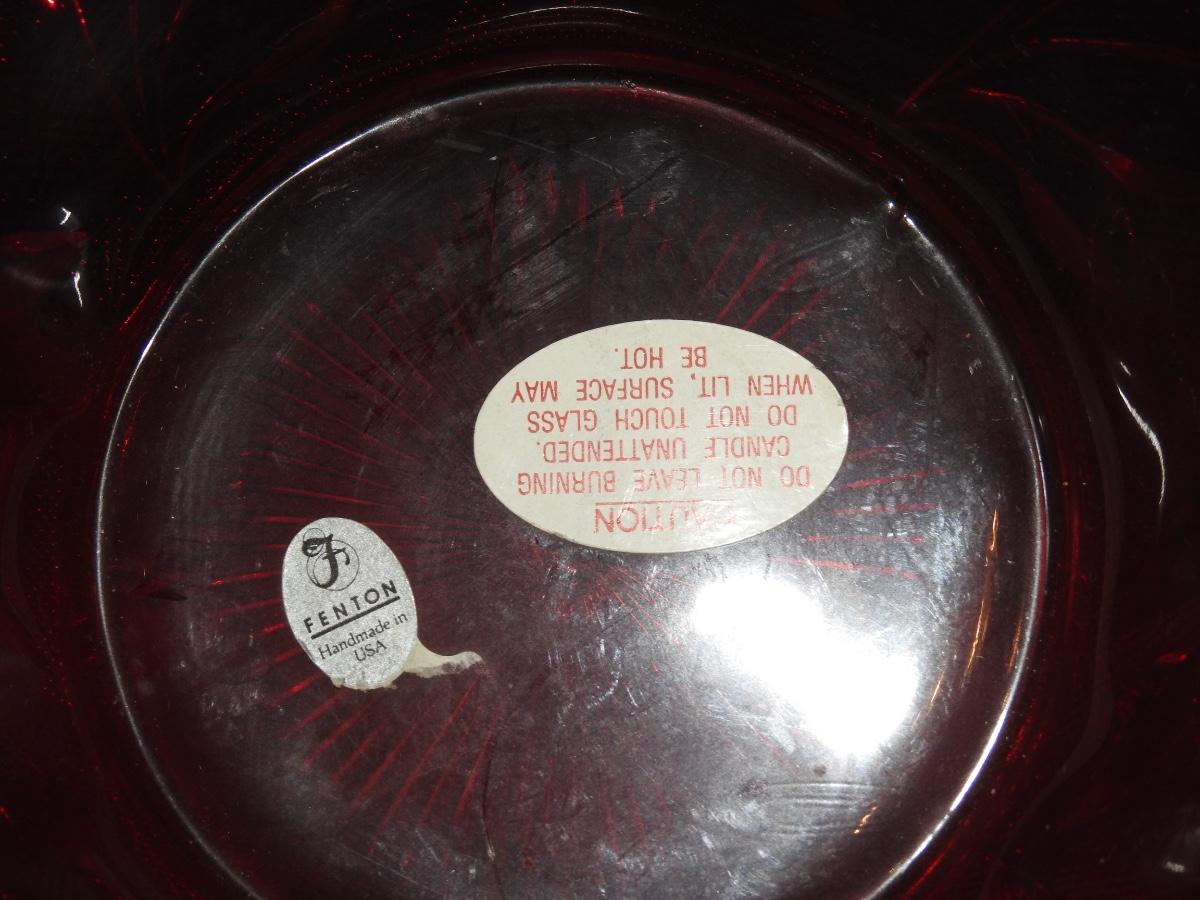 CAUTION
DO NOT LEAVE BURNING
CANDLE UNATTENDED.
DO NOT TOUCH GLASS
WHEN LIT, SURFACE MAY
BE HOT.
F
FENTON
Handmade in
USA